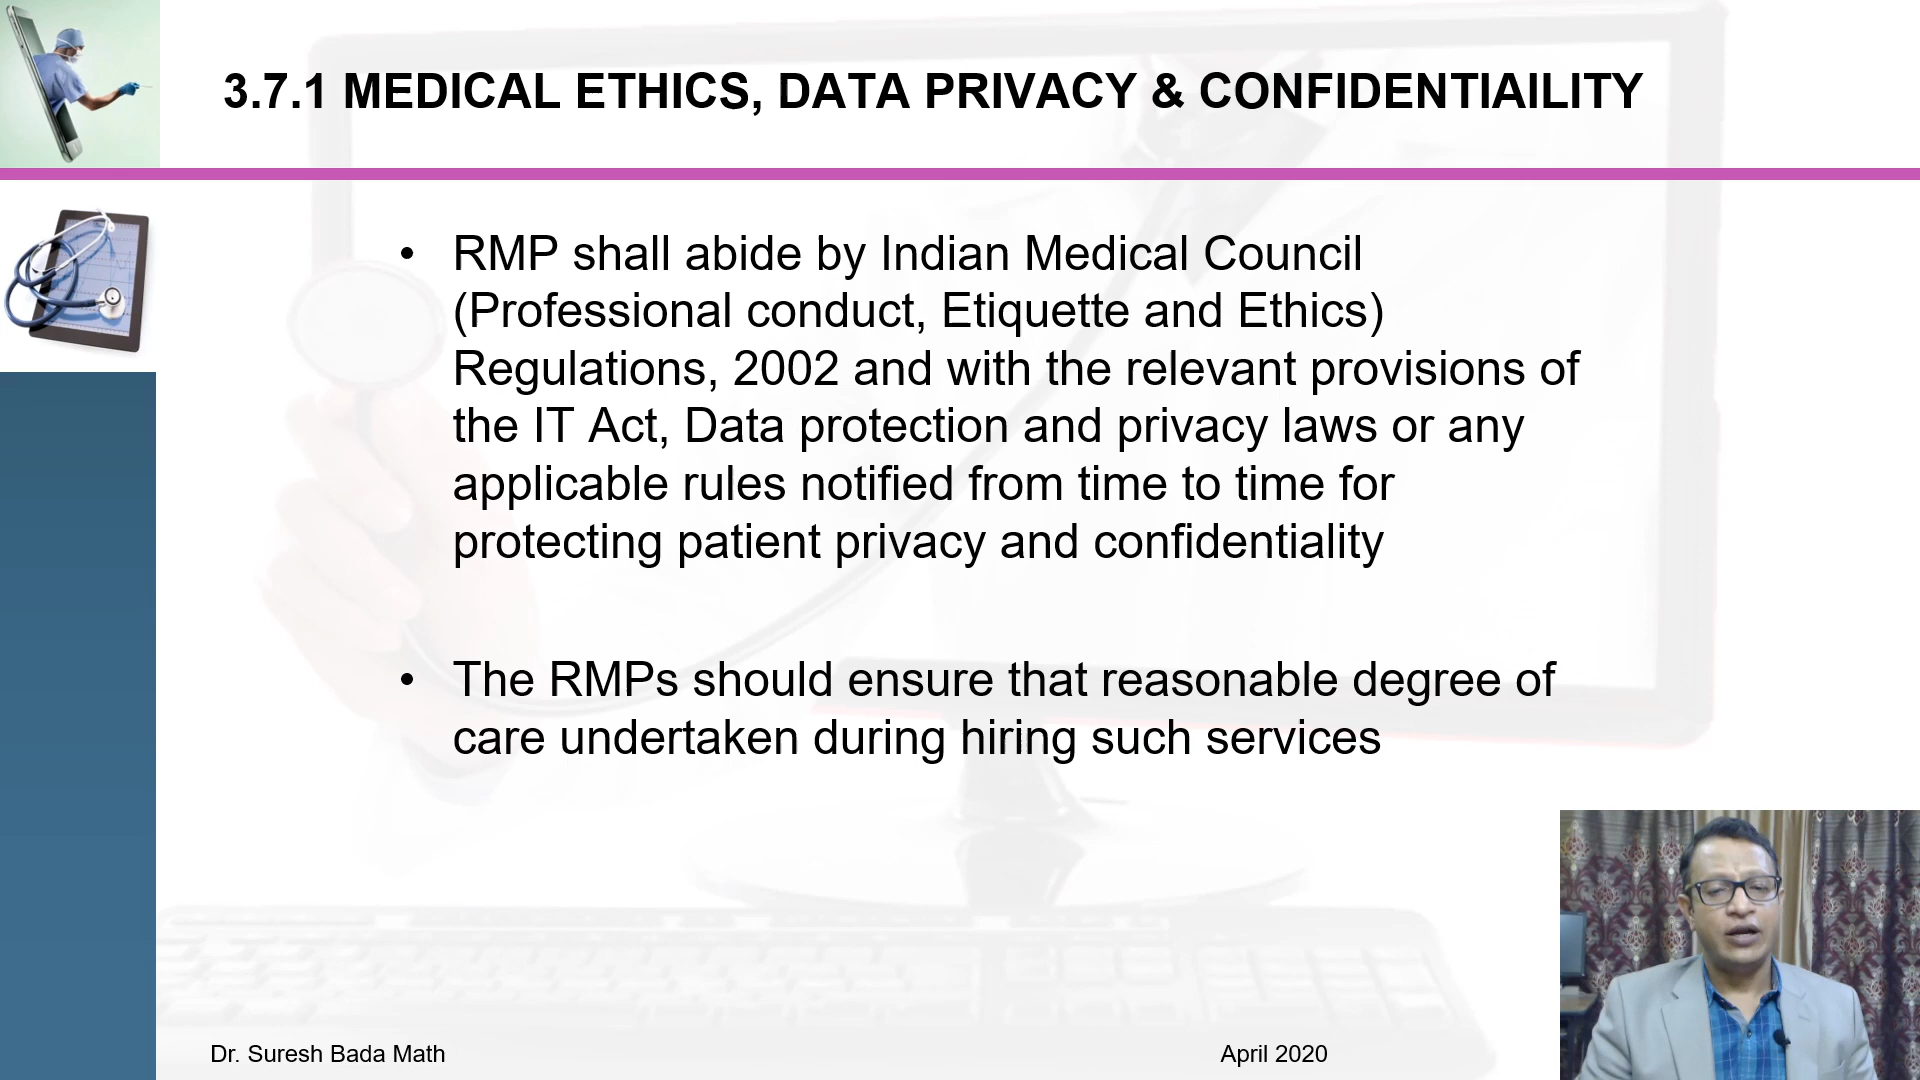 3.7.1 MEDICAL ETHICS, DATA PRIVACY & CONFIDENTIAILITY
• RMP shall abide by Indian Medical Council
(Professional conduct, Etiquette and Ethics)
Regulations, 2002 and with the relevant provisions of
the IT Act, Data protection and privacy laws or any
applicable rules notified from time to time for
protecting patient privacy and confidentiality
• The RMPs should ensure that reasonable degree of
care undertaken during hiring such services
Dr. Suresh Bada Math
April 2020